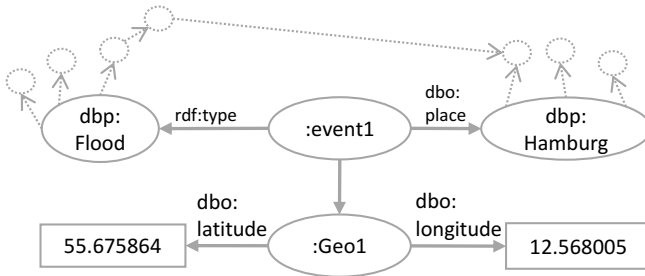 dbp:
Flood
rdf:type
:event1
dbo:
place
dbp:
Hamburg
dbo:
latitude
dbo:
longitude
55.675864
:Geo1
12.568005